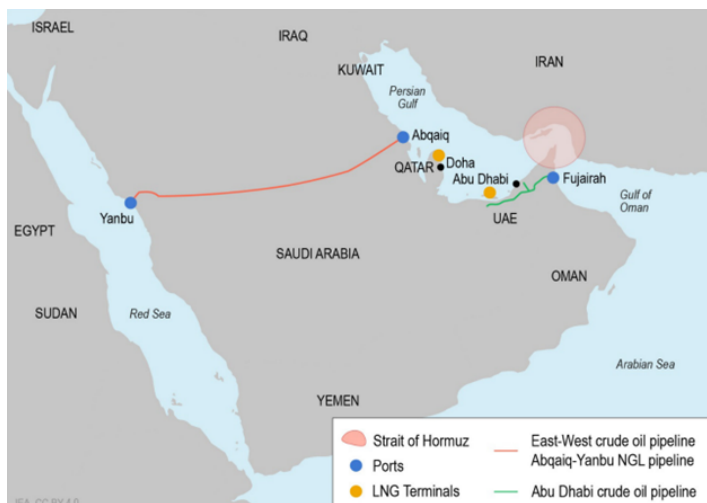 ISRAEL
IRAQ
IRAN
KUWAIT
Persian
Gulf
Abqaiq
Doha
QATAR
Abu Dhabi
Fujairah
Gulf of
Oman
UAE
Yanbu
EGYPT
SAUDI ARABIA
OMAN
SUDAN
Red Sea
Arabian Sea
YEMEN
Strait of Hormuz
Ports
LNG Terminals
East-West crude oil pipeline
Abqaiq-Yanbu NGL pipeline
Abu Dhabi crude oil pipeline